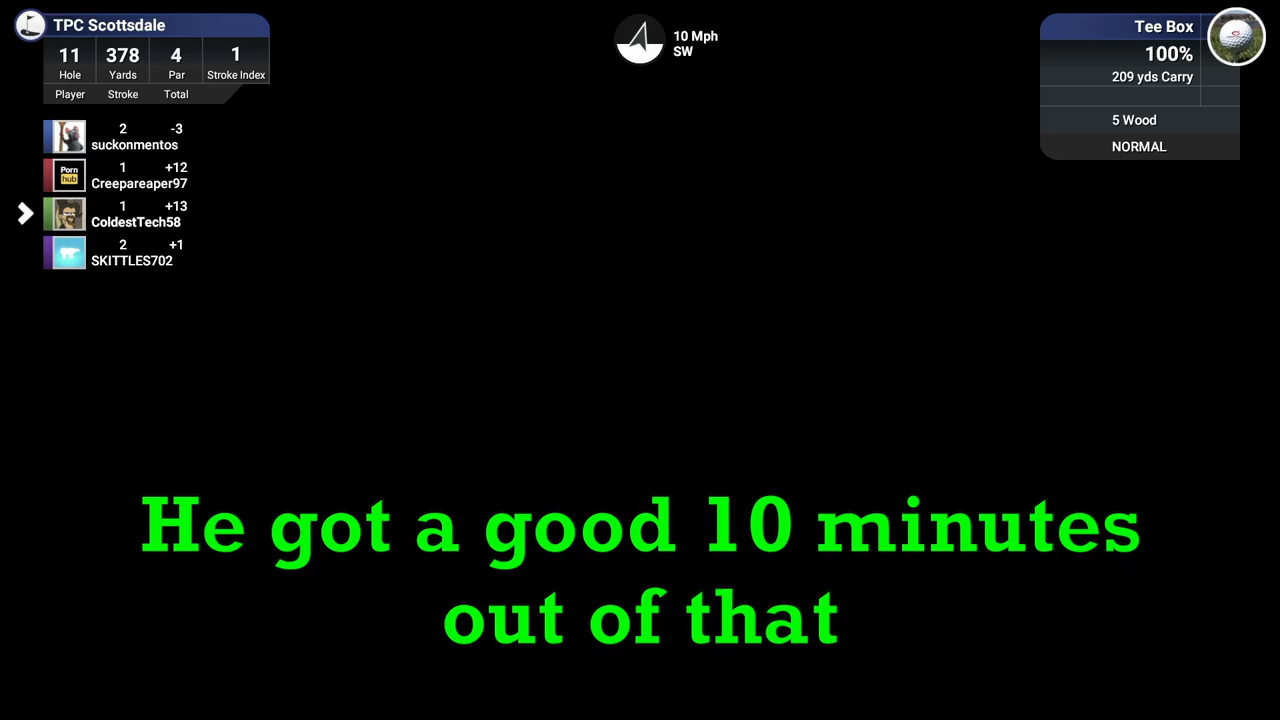 TPC Scottsdale
11 378 4 1
Hole Yards Par Stroke Index
Player Stroke Total
2 -3
suckonmentos
1 +12
Porn
hub
Creepareaper97
1 +13
ColdestTech58
2 +1
SKITTLES702
10 Mph
SW
Tee Box
100%
209 yds Carry
5 Wood
NORMAL
He got a good 10 minutes
out of that